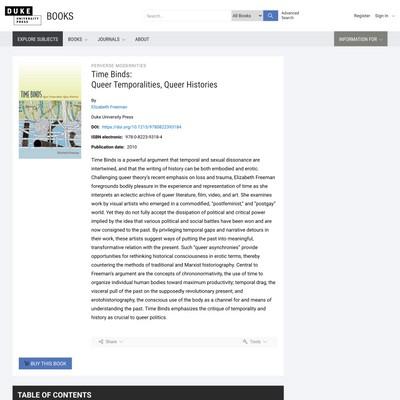 DUKE
UNIVERSITY
PRESS
BOOKS
Search...
All Books
Advanced
Search
Register
Sign in
EXPLORE SUBJECTS
BOOKS
JOURNALS
ABOUT
INFORMATION FOR
TIME BINDS
PERVERSE MODERNITIES
Time Binds:
Queer Temporalities, Queer Histories
By
Elizabeth Freeman
Duke University Press
DOI: https://doi.org/10.1215/9780822393184
ISBN electronic: 978-0-8223-9318-4
Publication date: 2010
Time Binds is a powerful argument that temporal and sexual dissonance are
intertwined, and that the writing of history can be both embodied and erotic.
Challenging queer theory's recent emphasis on loss and trauma, Elizabeth Freeman
foregrounds bodily pleasure in the experience and representation of time as she
interprets an eclectic archive of queer literature, film, video, and art. She examines
work by visual artists who emerged in a commodified, "postfeminist," and "postgay"
world. Yet they do not fully accept the dissipation of political and critical power
implied by the idea that various political and social battles have been won and are
now consigned to the past. By privileging temporal gaps and narrative detours in
their work, these artists suggest ways of putting the past into meaningful,
transformative relation with the present. Such "queer asynchronies" provide
opportunities for rethinking historical consciousness in erotic terms, thereby
countering the methods of traditional and Marxist historiography. Central to
Freeman's argument are the concepts of chrononormativity, the use of time to
organize individual human bodies toward maximum productivity; temporal drag, the
visceral pull of the past on the supposedly revolutionary present; and
erotohistoriography, the conscious use of the body as a channel for and means of
understanding the past. Time Binds emphasizes the critique of temporality and
history as crucial to queer politics.
Share
Tools
BUY THIS BOOK
TABLE OF CONTENTS